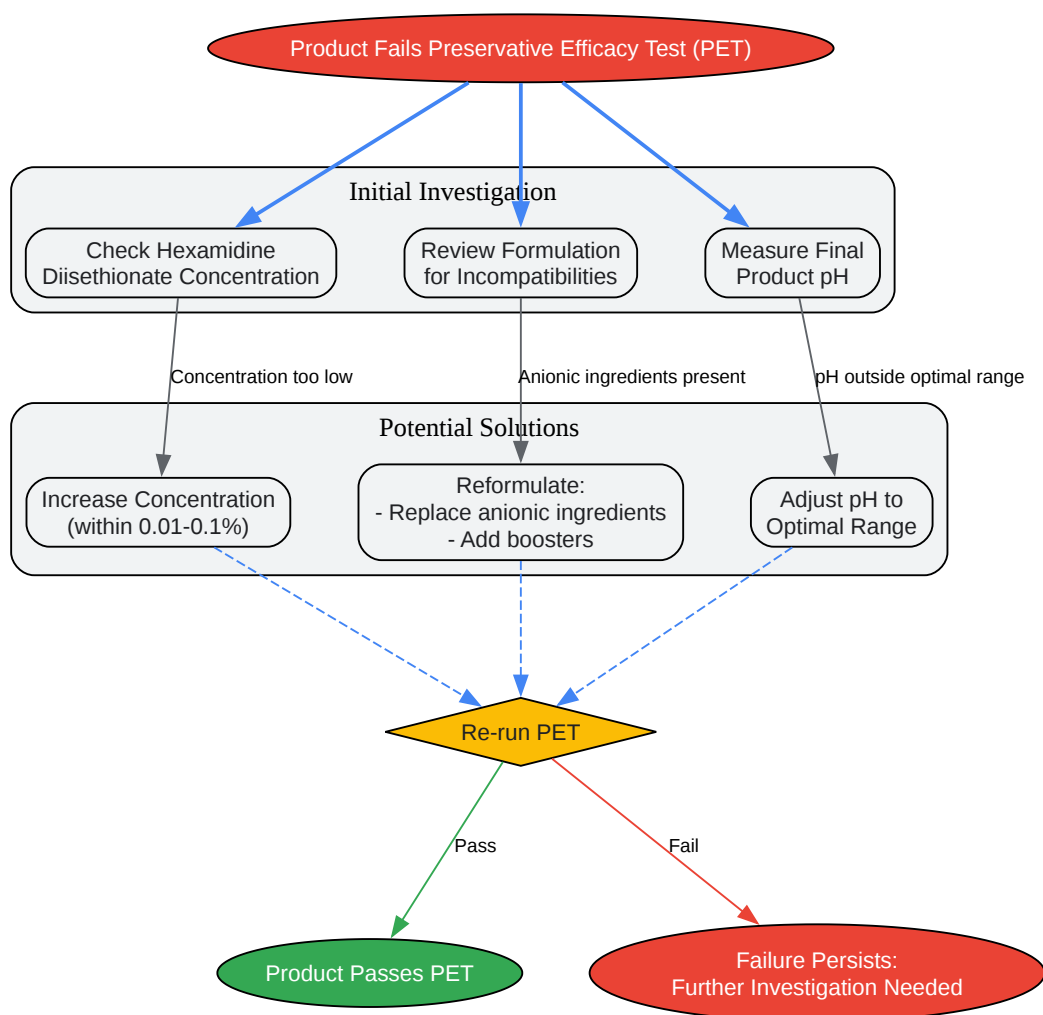 Product Fails Preservative Efficacy Test (PET)
Initial Investigation
Check Hexamidine
Diisethionate Concentration
Review Formulation
for Incompatibilities
Measure Final
Product pH
Concentration too low
Anionic ingredients present
pH outside optimal range
Potential Solutions
Increase Concentration
(within 0.01-0.1%)
Reformulate:
- Replace anionic ingredients
- Add boosters
Adjust pH to
Optimal Range
Re-run PET
Pass
Fail
Product Passes PET
Failure Persists:
Further Investigation Needed